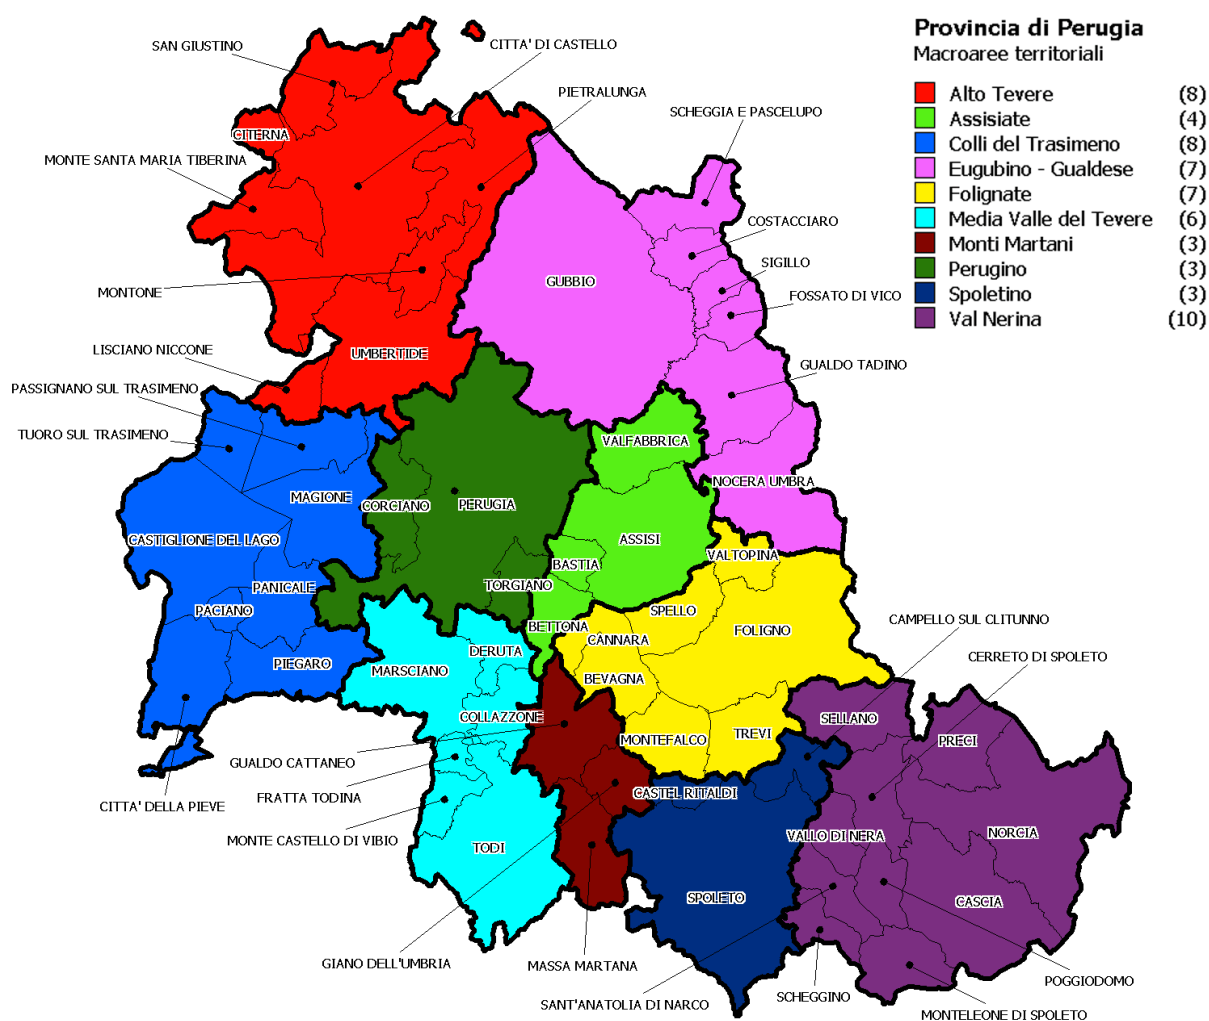 Provincia di Perugia
Macroaree territoriali
Alto Tevere (8)
Assisiate (4)
Colli del Trasimeno (8)
Eugubino - Gualdese (7)
Folignate (7)
Media Valle del Tevere (6)
Monti Martani (3)
Perugino (3)
Spoletino (3)
Val Nerina (10)
SAN GIUSTINO
CITTA' DI CASTELLO
PIETRALUNGA
SCHEGGIA E PASCELUPO
CITERNA
MONTE SANTA MARIA TIBERINA
COSTACCIARO
SIGILLO
GUBBIO
MONTONE
FOSSATO DI VICO
LISCIANO NICCONE
UMBERTIDE
GUALDO TADINO
PASSIGNANO SUL TRASIMENO
TUORO SUL TRASIMENO
VALFABBRICA
NOCERA UMBRA
MAGIONE
CORCIANO
PERUGIA
CASTIGLIONE DEL LAGO
ASSISI
VALTOPINA
BASTIA
PANICALE
TORGIANO
PACIANO
SPELLO
CAMPELLO SUL CLITUNNO
BETTONA
CANNARA
FOLIGNO
DERUTA
CERRETO DI SPOLETO
PIEGARO
MARSCIANO
BEVAGNA
COLLAZZONE
SELLANO
TREVI
MONTEFALCO
PRECI
GUALDO CATTANEO
CASTEL RITALDI
FRATTA TODINA
CITTA' DELLA PIEVE
NORCIA
VALLO DI NERA
MONTE CASTELLO DI VIBIO
TODI
SPOLETO
CASCIA
GIANO DELL'UMBRIA
MASSA MARTANA
POGGIODOMO
SCHEGGINO
SANT'ANATOLIA DI NARCO
MONTELEONE DI SPOLETO